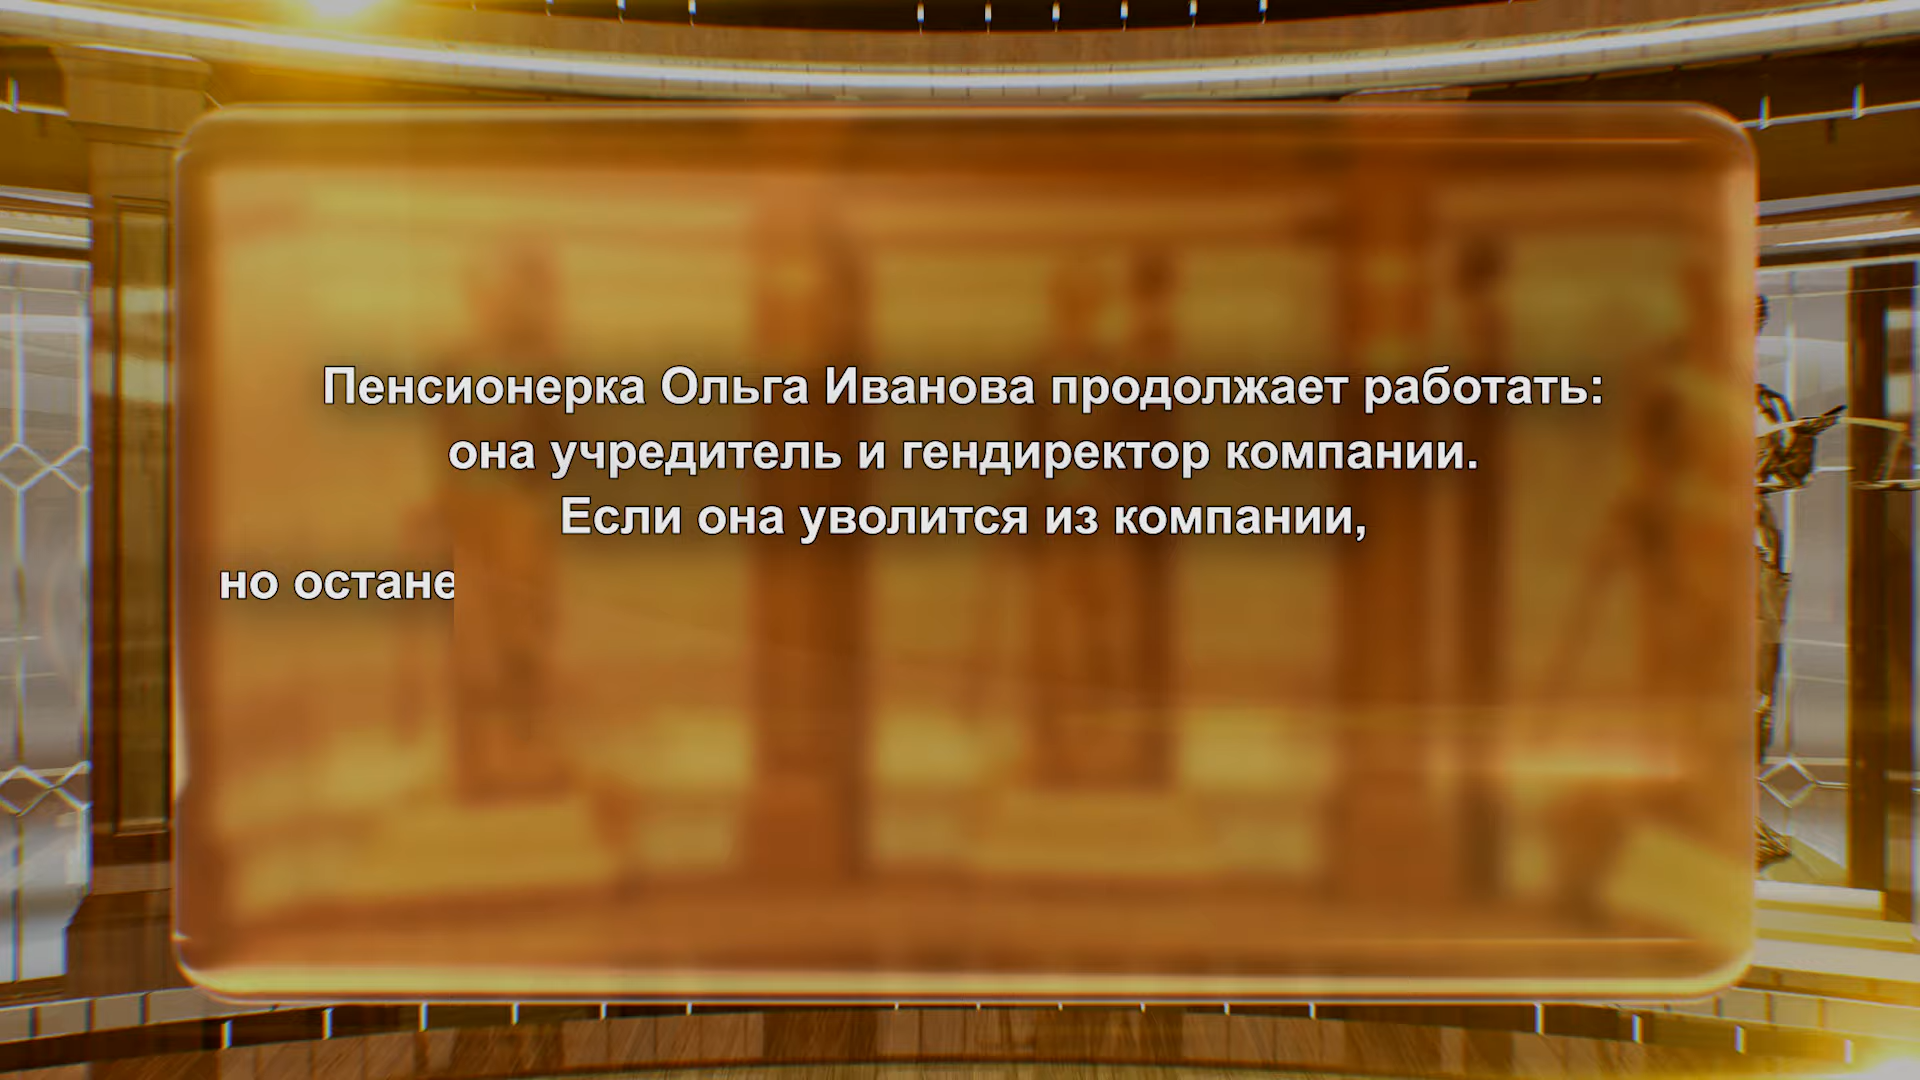 Пенсионерка Ольга Иванова продолжает работать:
она учредитель и гендиректор компании.
Если она уволится из компании,
но остане